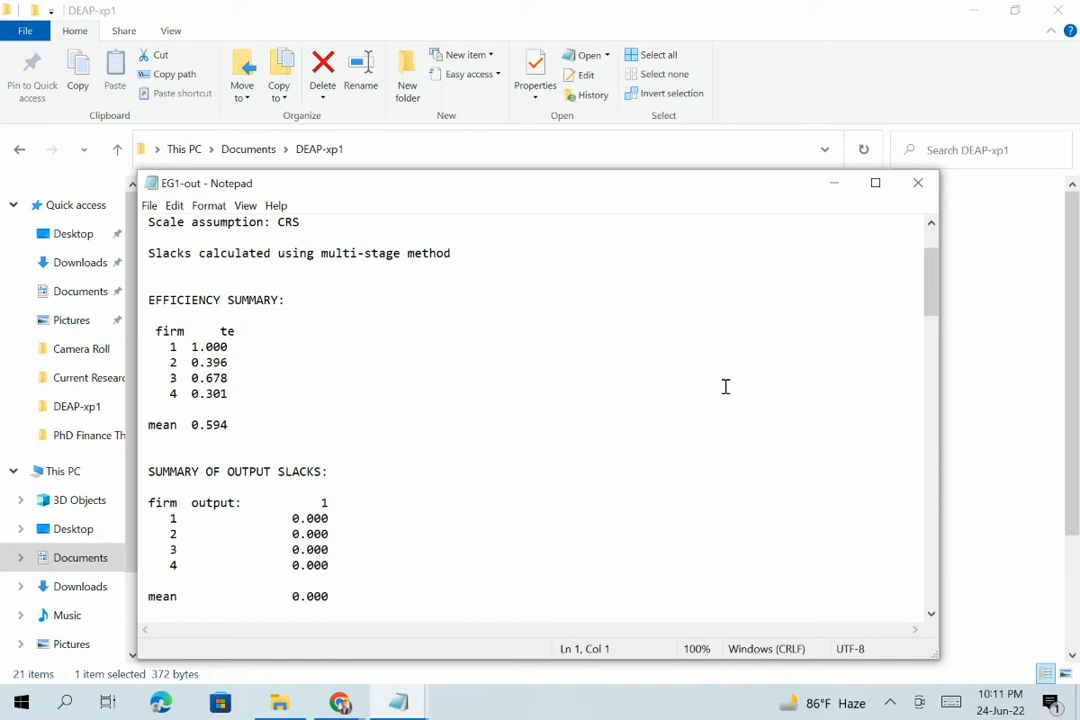 DEAP-xp1
File Home Share View
Pin to Quick access
Copy
Paste
Cut
Copy path
Paste shortcut
Clipboard
Move to
Copy to
Delete
Rename
Organize
New folder
New item
Easy access
New
Properties
Open
Edit
History
Open
Select all
Select none
Invert selection
Select
This PC > Documents > DEAP-xp1
Search DEAP-xp1
Quick access
Desktop
Downloads
Documents
Pictures
Camera Roll
Current Researc
DEAP-xp1
PhD Finance Th
This PC
3D Objects
Desktop
Documents
Downloads
Music
Pictures
EG1-out - Notepad
File Edit Format View Help
Scale assumption: CRS
Slacks calculated using multi-stage method
EFFICIENCY SUMMARY:
firm te
1 1.000
2 0.396
3 0.678
4 0.301
mean 0.594
SUMMARY OF OUTPUT SLACKS:
firm output: 1
1 0.000
2 0.000
3 0.000
4 0.000
mean 0.000
Ln 1, Col 1 100% Windows (CRLF) UTF-8
21 items 1 item selected 372 bytes
86°F Haze
10:11 PM
24-Jun-22
1